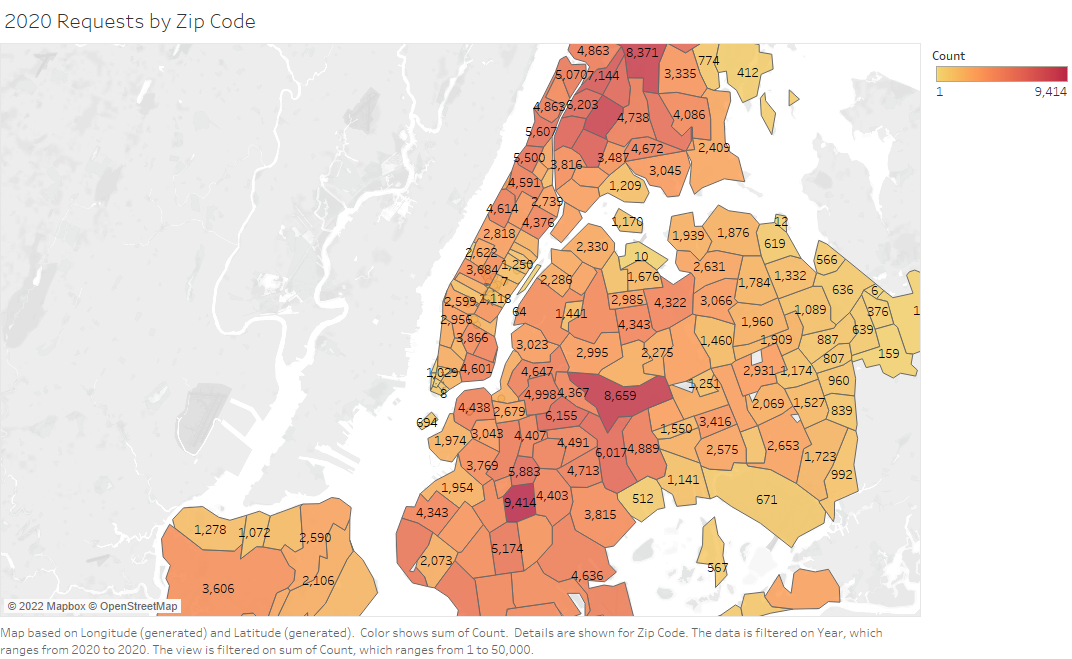 2020 Requests by Zip Code
Count
1 9,414
4,863 8,371 774
5,070 7,144 3,335 412
4,863 6,203
4,738 4,086
5,607
5,500 3,816 3,487 4,672 2,409
4,591 3,045
1,209
4,614 2,739
4,376 1,170 12
2,818 1,939 1,876
2,330 619
2,622 10 566
3,684 1,250 2,631
7 2,286 1,676 1,784 1,332
636 6
2,599 1,118 2,985 4,322 3,066
64 1,441 1,089 376 1
2,956 4,343 1,960
639
3,866 3,023 1,460 1,909 887
2,995 2,275 807 159
1,029 4,601 4,647 2,931 1,174
960
8 4,998 4,367 8,659 1,251
4,438 2,679 2,069 1,527 839
694 6,155 3,416
1,974 3,043 4,407 4,491 1,550
6,017 4,889 2,575 2,653 1,723
3,769 5,883 4,713 992
1,954 1,141
9,414 4,403 512 671
4,343 3,815
1,278 1,072 2,590
5,174
2,073 567
3,606 2,106 4,636
© 2022 Mapbox © OpenStreetMap
Map based on Longitude (generated) and Latitude (generated).  Color shows sum of Count.  Details are shown for Zip Code. The data is filtered on Year, which
ranges from 2020 to 2020. The view is filtered on sum of Count, which ranges from 1 to 50,000.